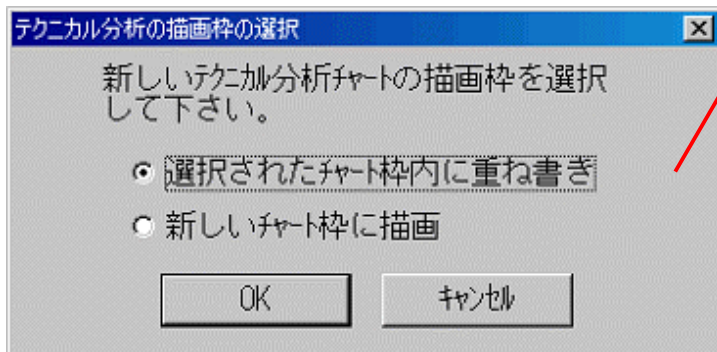 テクニカル分析の描画枠の選択
新しいﾃｸﾆｶﾙ分析ﾁｬｰﾄの描画枠を選択
して下さい。
選択されたﾁｬｰﾄ枠内に重ね書き
新しいﾁｬｰﾄ枠に描画
OK
ｷｬﾝｾﾙ